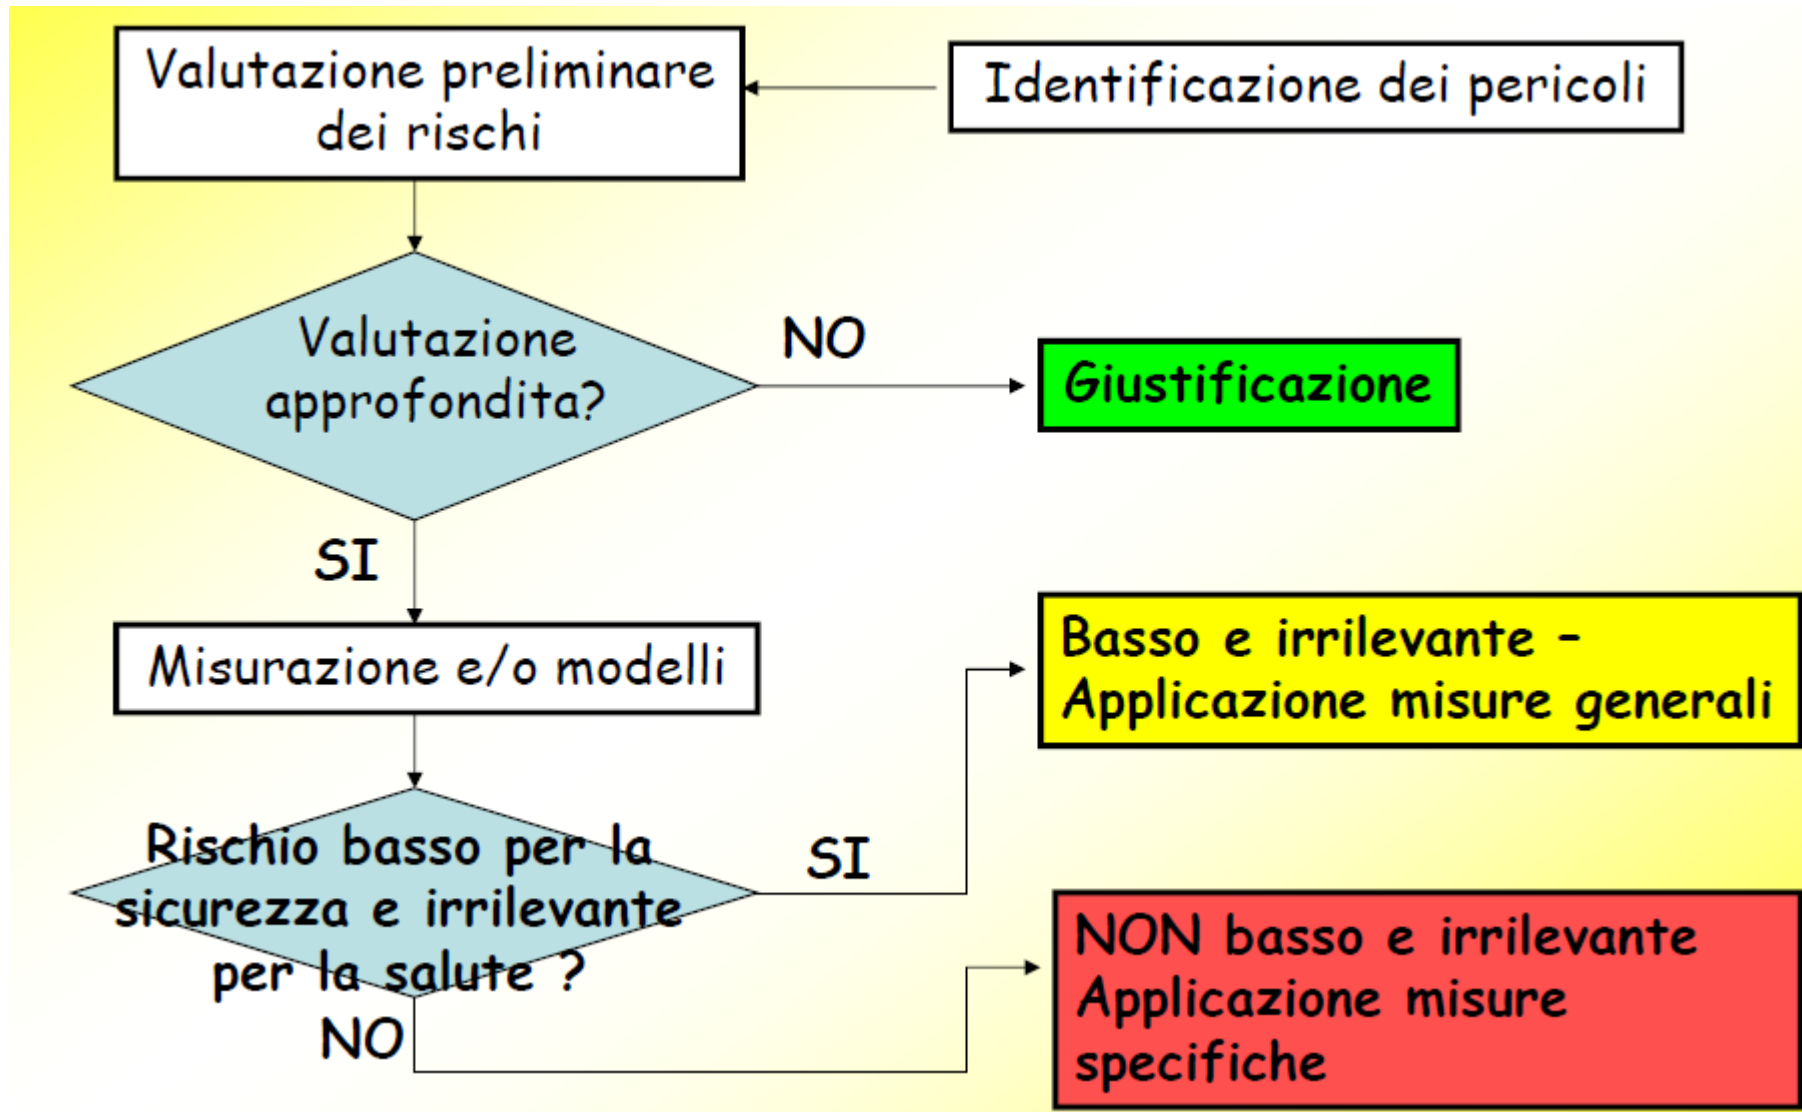 Valutazione preliminare
dei rischi
Identificazione dei pericoli
Valutazione
approfondita?
NO
Giustificazione
SI
Misurazione e/o modelli
Basso e irrilevante –
Applicazione misure generali
Rischio basso per la
sicurezza e irrilevante
per la salute ?
SI
NO
NON basso e irrilevante
Applicazione misure
specifiche